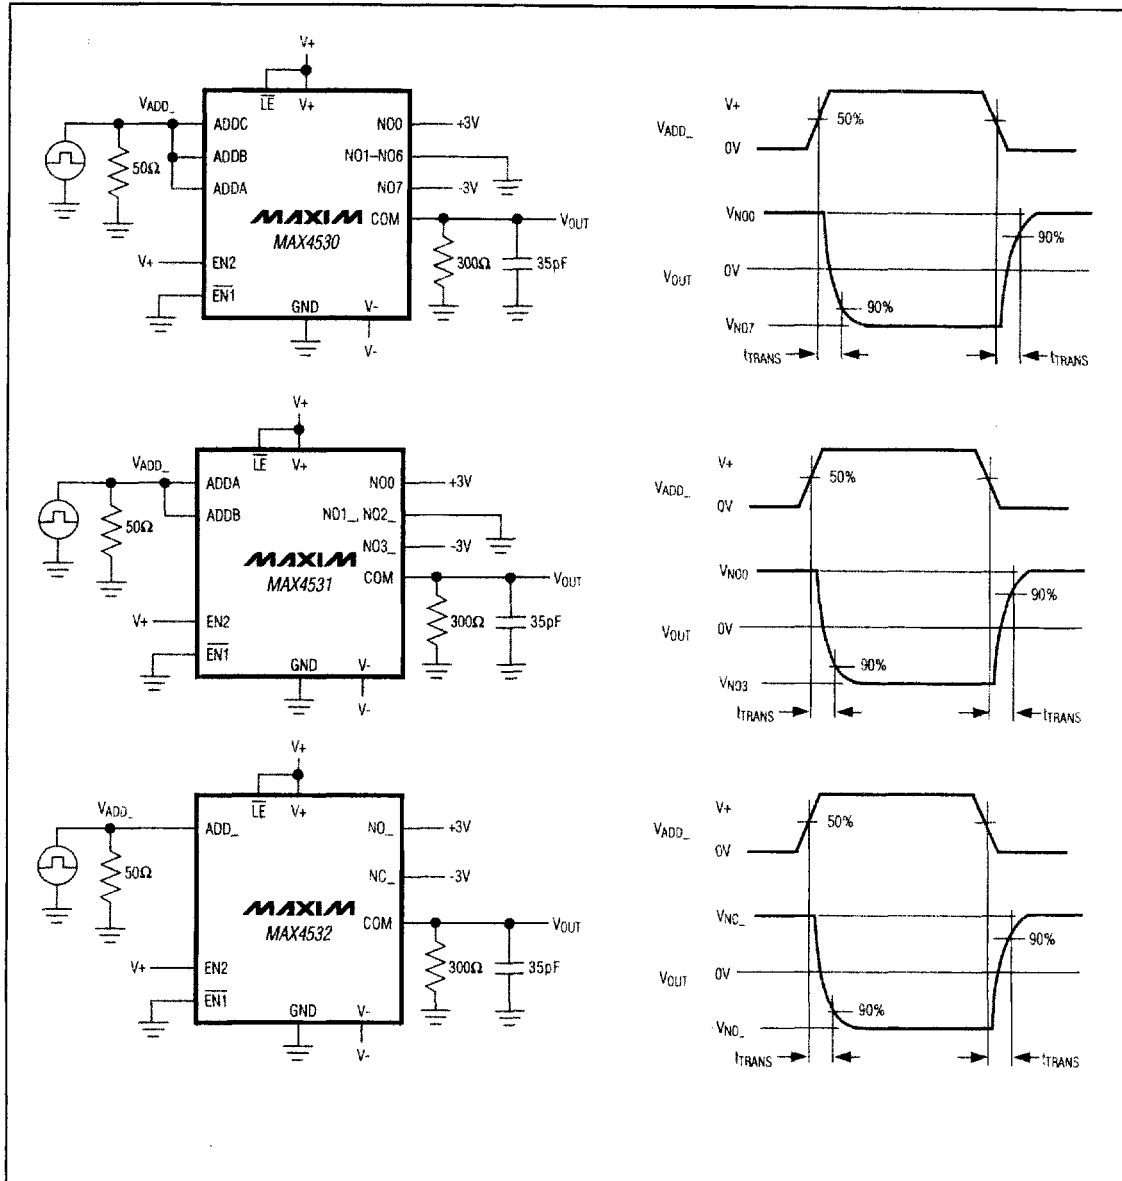 V+
VADD_
LE
V+
ADDC
ADDB
ADDA
50Ω
NO0
+3V
NO1–NO6
NO7
-3V
MAXIM
MAX4530
COM
VOUT
300Ω
35pF
V+
EN2
EN1
GND
V-
V-
VADD_
V+
0V
50%
VNO0
VOUT
0V
VNO7
90%
90%
tTRANS
tTRANS
V+
VADD_
LE
V+
ADDA
ADDB
50Ω
NO0
+3V
NO1_, NO2_
NO3_
-3V
MAXIM
MAX4531
COM
VOUT
300Ω
35pF
V+
EN2
EN1
GND
V-
V-
VADD_
V+
0V
50%
VNO0
VOUT
0V
VNO3
90%
90%
tTRANS
tTRANS
V+
VADD_
LE
V+
ADD_
50Ω
NO_
+3V
NC_
-3V
MAXIM
MAX4532
COM
VOUT
300Ω
35pF
V+
EN2
EN1
GND
V-
V-
VADD_
V+
0V
50%
VNC_
VOUT
0V
VNO_
90%
90%
tTRANS
tTRANS